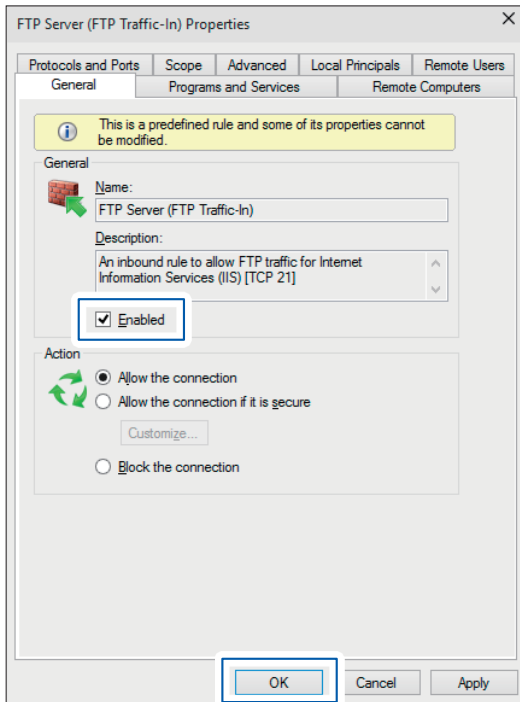 FTP Server (FTP Traffic-In) Properties
Protocols and Ports Scope Advanced Local Principals Remote Users
General Programs and Services Remote Computers
This is a predefined rule and some of its properties cannot
be modified.
General
Name:
FTP Server (FTP Traffic-In)
Description:
An inbound rule to allow FTP traffic for Internet
Information Services (IIS) [TCP 21]
Enabled
Action
Allow the connection
Allow the connection if it is secure
Customize...
Block the connection
OK Cancel Apply